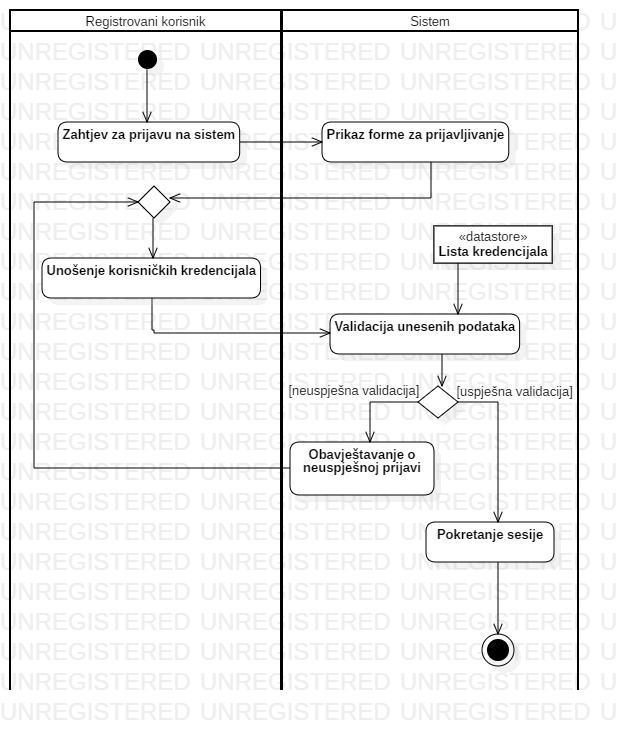 Registrovani korisnik
Sistem
Zahtjev za prijavu na sistem
Prikaz forme za prijavljivanje
«datastore»
Lista kredencijala
Unošenje korisničkih kredencijala
Validacija unesenih podataka
[neuspješna validacija]
[uspješna validacija]
Obavještavanje o
neuspješnoj prijavi
Pokretanje sesije
UNREGISTERED UNREGISTERED UNREGISTERED U